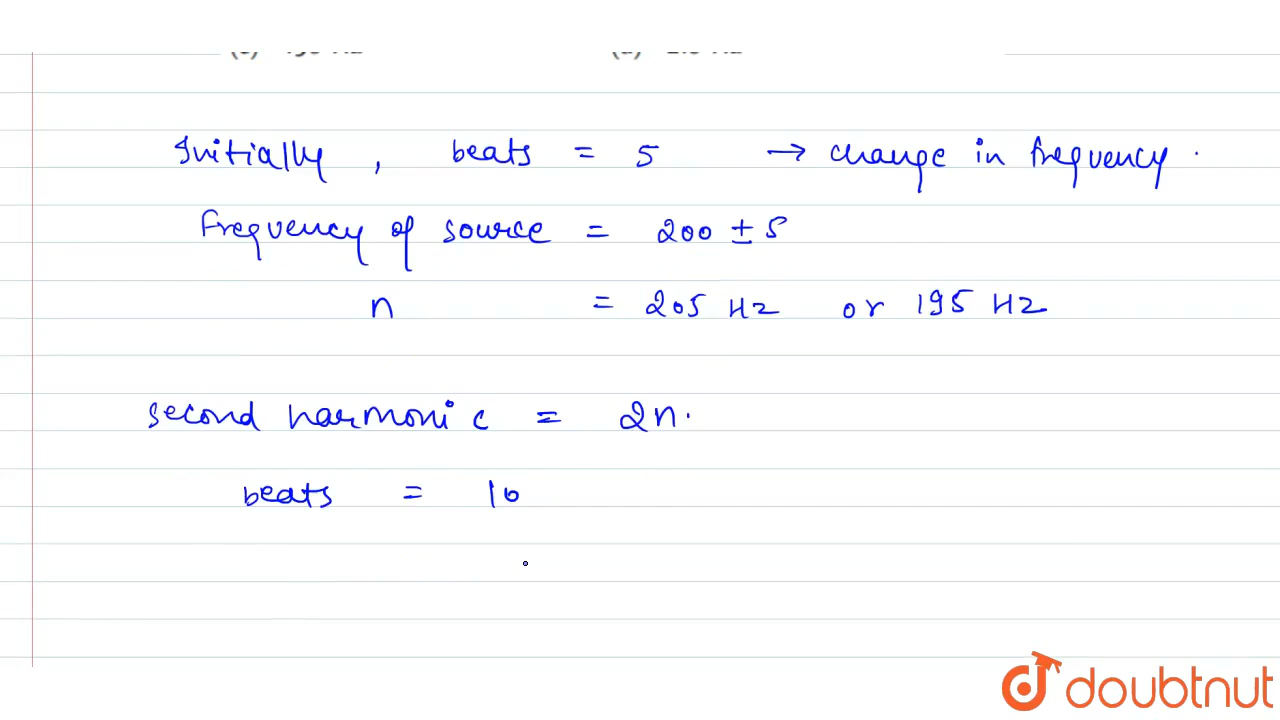 Initially, beats = 5 → change in frequency.
frequency of source = 200 ± 5
n = 205 Hz or 195 Hz
second harmonic = 2n.
beats = 10
doubtnut